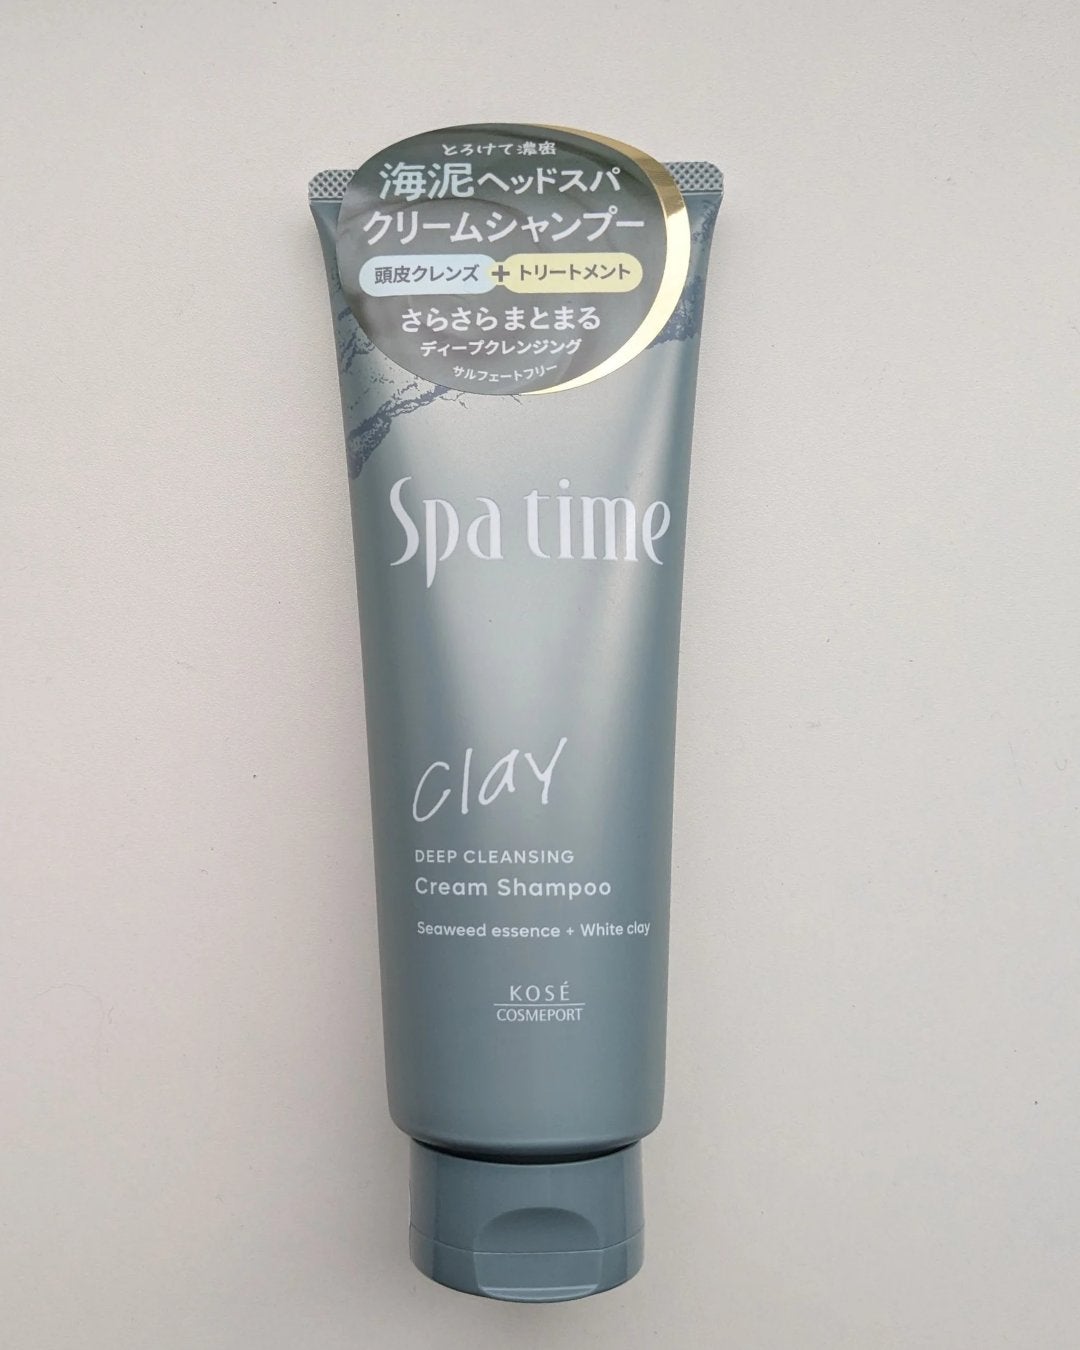 とろけて濃密
海泥ヘッドスパ
クリームシャンプー
頭皮クレンズ + トリートメント
さらさらまとまる
ディープクレンジング
サルフェートフリー
Spa time
Clay
DEEP CLEANSING
Cream Shampoo
Seaweed essence + White clay
KOSÉ
COSMEPORT